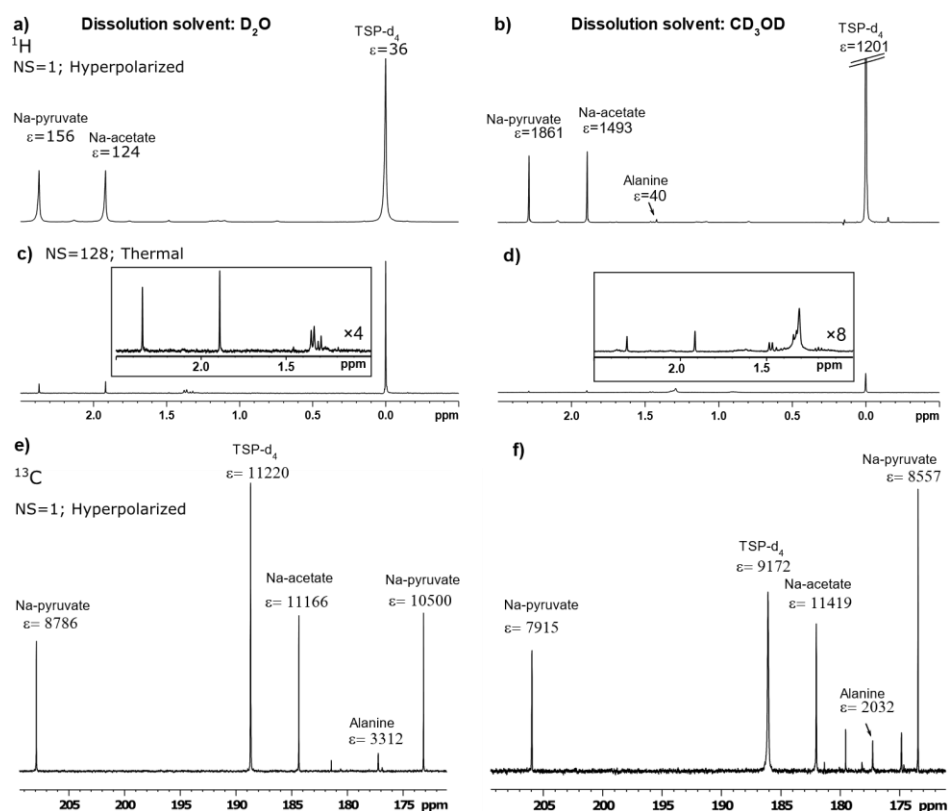 a) Dissolution solvent: D2O
1H
NS=1; Hyperpolarized
TSP-d4
ε=36
Na-pyruvate
ε=156
Na-acetate
ε=124
b) Dissolution solvent: CD3OD
TSP-d4
ε=1201
Na-pyruvate
ε=1861
Na-acetate
ε=1493
Alanine
ε=40
c) NS=128; Thermal
×4
2.0 1.5 ppm
2.0 1.5 1.0 0.5 0.0 ppm
d)
×8
2.0 1.5 ppm
2.0 1.5 1.0 0.5 0.0 ppm
e)
13C
NS=1; Hyperpolarized
TSP-d4
ε= 11220
Na-pyruvate
ε= 8786
Na-acetate
ε= 11166
Na-pyruvate
ε= 10500
Alanine
ε= 3312
205 200 195 190 185 180 175 ppm
f)
Na-pyruvate
ε= 8557
TSP-d4
ε= 9172
Na-acetate
ε= 11419
Na-pyruvate
ε= 7915
Alanine
ε= 2032
205 200 195 190 185 180 175 ppm